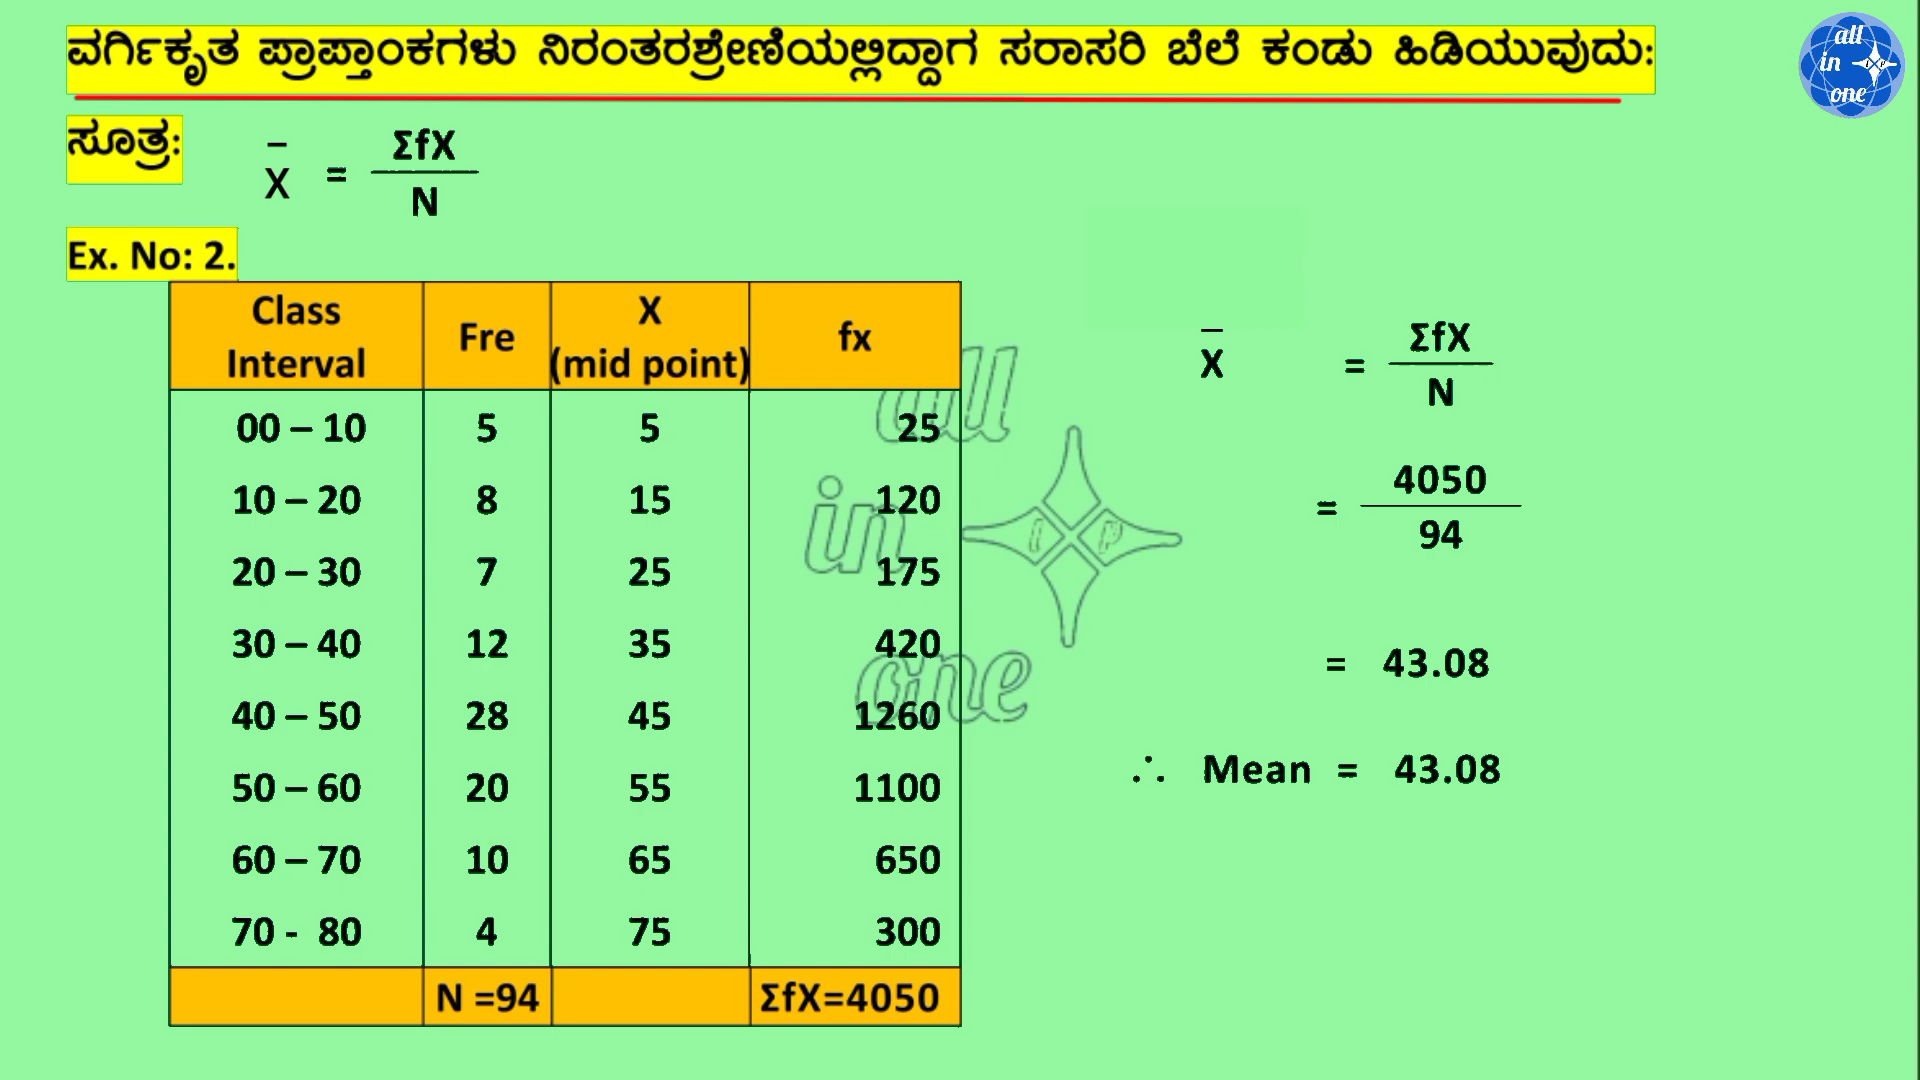 ವರ್ಗಿಕೃತ ಪ್ರಾಪ್ತಾಂಕಗಳು ನಿರಂತರಶ್ರೇಣಿಯಲ್ಲಿದ್ದಾಗ ಸರಾಸರಿ ಬೆಲೆ ಕಂಡು ಹಿಡಿಯುವುದು:
all
in
one
I P
ಸೂತ್ರ:
X̄ = ΣfX / N
Ex. No: 2.
Class Interval | Fre | X (mid point) | fx
00 – 10 | 5 | 5 | 25
10 – 20 | 8 | 15 | 120
20 – 30 | 7 | 25 | 175
30 – 40 | 12 | 35 | 420
40 – 50 | 28 | 45 | 1260
50 – 60 | 20 | 55 | 1100
60 – 70 | 10 | 65 | 650
70 - 80 | 4 | 75 | 300
N =94 | ΣfX=4050
X̄ = ΣfX / N
= 4050 / 94
= 43.08
∴ Mean = 43.08
all
in
I P
one